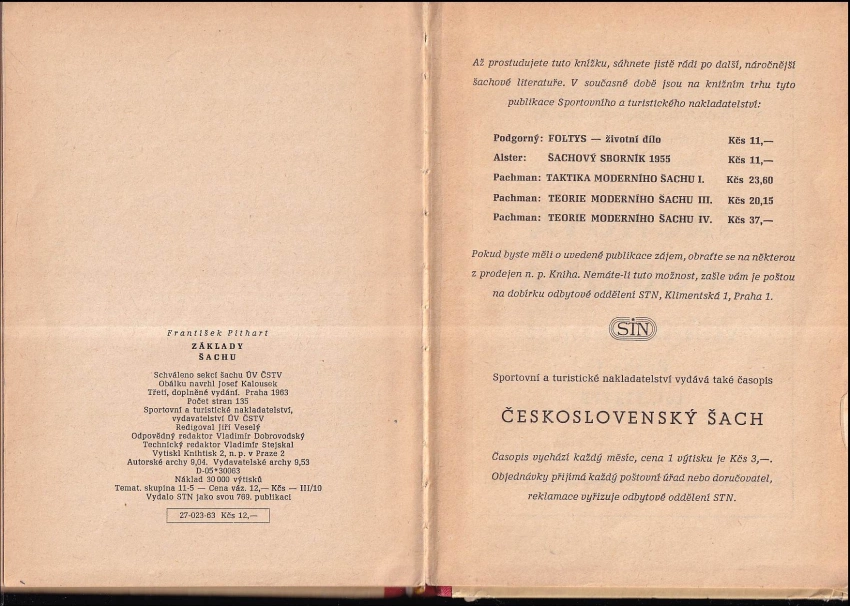 František Pithart
ZÁKLADY
ŠACHU
Schváleno sekcí šachu ÚV ČSTV
Obálku navrhl Josef Kalousek
Třetí, doplněné vydání. Praha 1963
Počet stran 135
Sportovní a turistické nakladatelství,
vydavatelství ÚV ČSTV
Redigoval Jiří Veselý
Odpovědný redaktor Vladimír Dobrovodský
Technický redaktor Vladimír Stejskal
Vytiskl Knihtisk 2, n. p. v Praze 2
Autorské archy 9,04. Vydavatelské archy 9,53
D-05*30063
Náklad 30 000 výtisků
Temat. skupina 11-5 — Cena váz. 12,— Kčs — III/10
Vydalo STN jako svou 769. publikaci
27-023-63 Kčs 12,—
Až prostudujete tuto knížku, sáhnete jistě rádi po další, náročnější
šachové literatuře. V současné době jsou na knižním trhu tyto
publikace Sportovního a turistického nakladatelství:
Podgorný: FOLTYS — životní dílo Kčs 11,—
Alster: ŠACHOVÝ SBORNÍK 1955 Kčs 11,—
Pachman: TAKTIKA MODERNÍHO ŠACHU I. Kčs 23,60
Pachman: TEORIE MODERNÍHO ŠACHU III. Kčs 20,15
Pachman: TEORIE MODERNÍHO ŠACHU IV. Kčs 37,—
Pokud byste měli o uvedené publikace zájem, obraťte se na některou
z prodejen n. p. Kniha. Nemáte-li tuto možnost, zašle vám je poštou
na dobírku odbytové oddělení STN, Klimentská 1, Praha 1.
STN
Sportovní a turistické nakladatelství vydává také časopis
ČESKOSLOVENSKÝ ŠACH
Časopis vychází každý měsíc, cena 1 výtisku je Kčs 3,—.
Objednávky přijímá každý poštovní úřad nebo doručovatel,
reklamace vyřizuje odbytové oddělení STN.